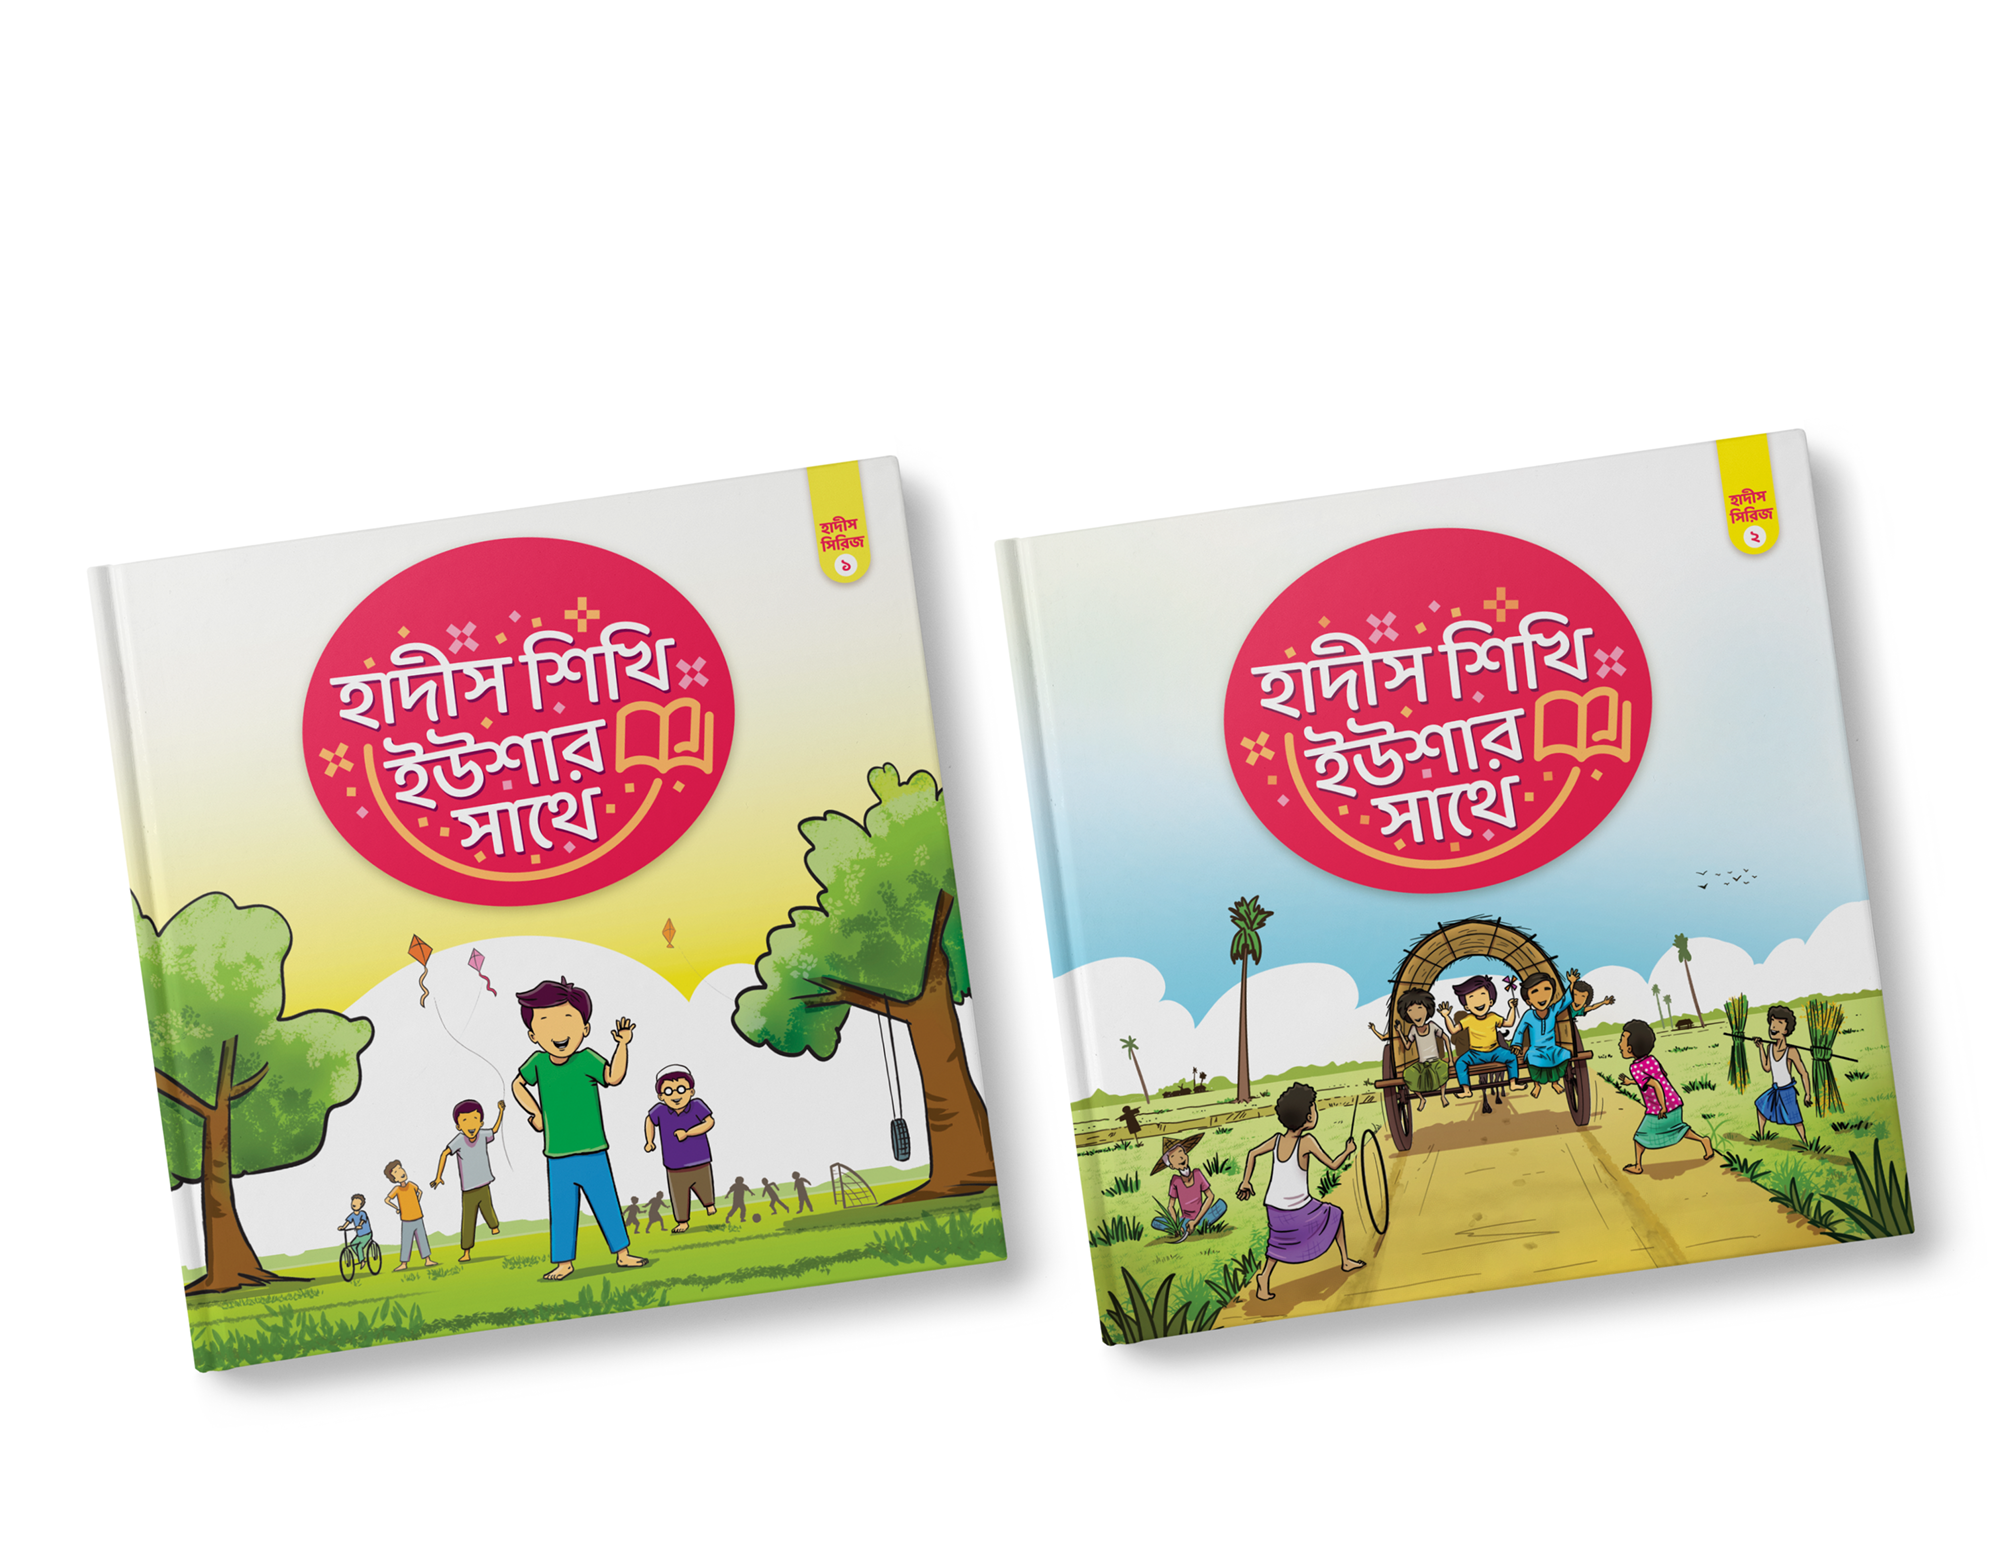 হাদীস
সিরিজ
১
হাদীস শিখি
ইউশার
সাথে
হাদীস
সিরিজ
২
হাদীস শিখি
ইউশার
সাথে